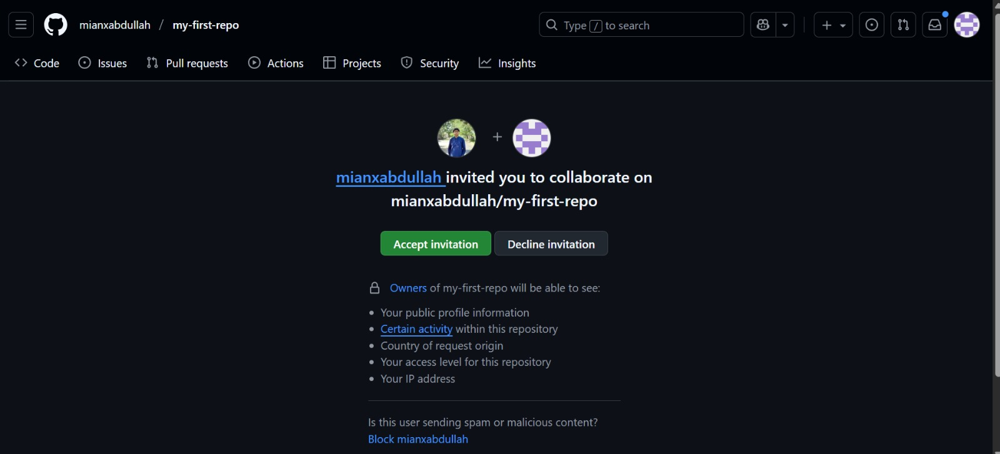 mianxabdullah / my-first-repo
Type / to search
Code Issues Pull requests Actions Projects Security Insights
+
mianxabdullah invited you to collaborate on
mianxabdullah/my-first-repo
Accept invitation Decline invitation
Owners of my-first-repo will be able to see:
• Your public profile information
• Certain activity within this repository
• Country of request origin
• Your access level for this repository
• Your IP address
Is this user sending spam or malicious content?
Block mianxabdullah